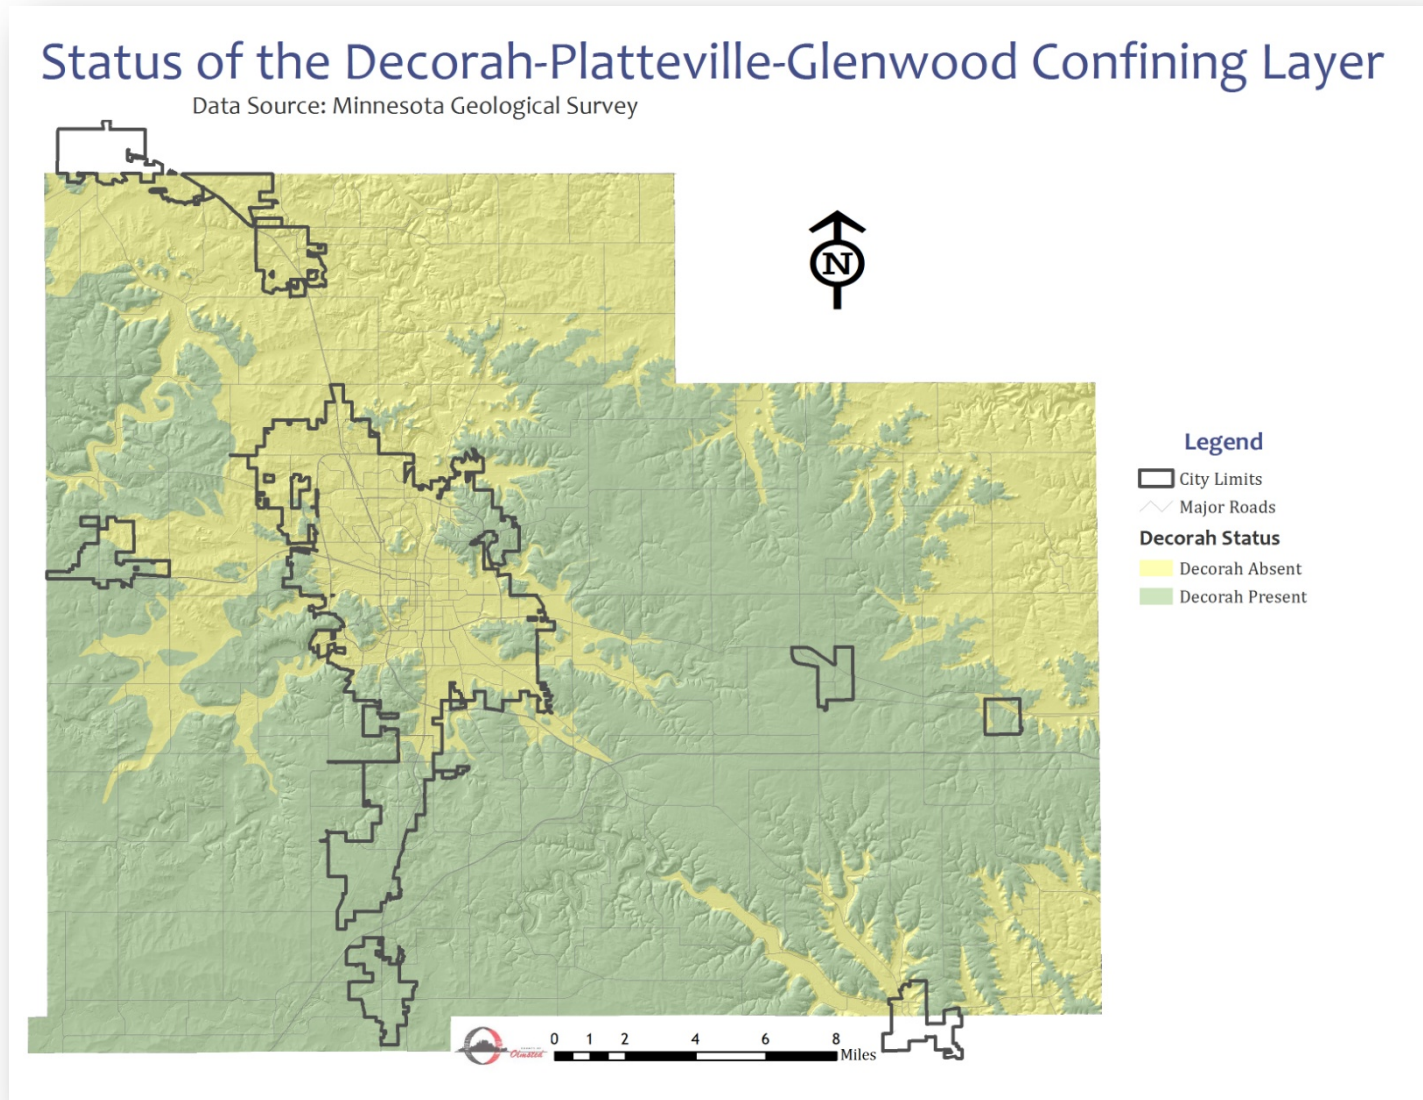 Status of the Decorah-Platteville-Glenwood Confining Layer
Data Source: Minnesota Geological Survey
N
Legend
City Limits
Major Roads
Decorah Status
Decorah Absent
Decorah Present
Olmsted
0 1 2 4 6 8
Miles